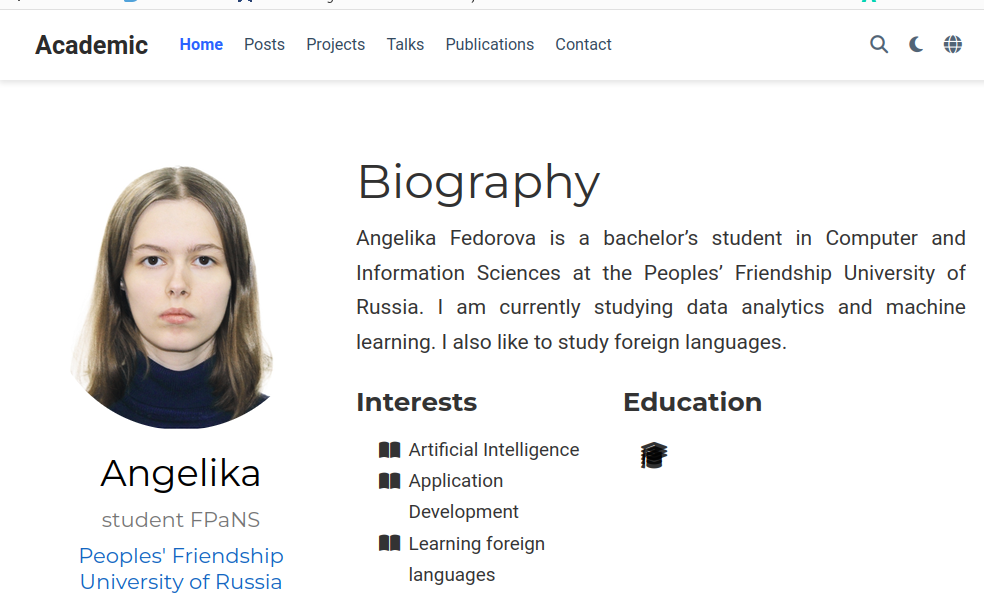 Academic Home Posts Projects Talks Publications Contact
Biography
Angelika Fedorova is a bachelor’s student in Computer and
Information Sciences at the Peoples’ Friendship University of
Russia. I am currently studying data analytics and machine
learning. I also like to study foreign languages.
Interests
Artificial Intelligence
Application
Development
Learning foreign
languages
Education
Angelika
student FPaNS
Peoples' Friendship
University of Russia